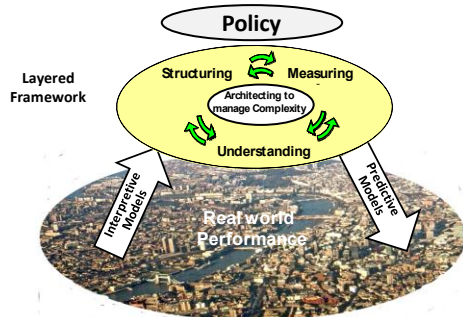 Policy
Structuring
Measuring
Layered
Framework
Architecting to
manage Complexity
Understanding
Interpretive
Models
Predictive
Models
Real world
Performance